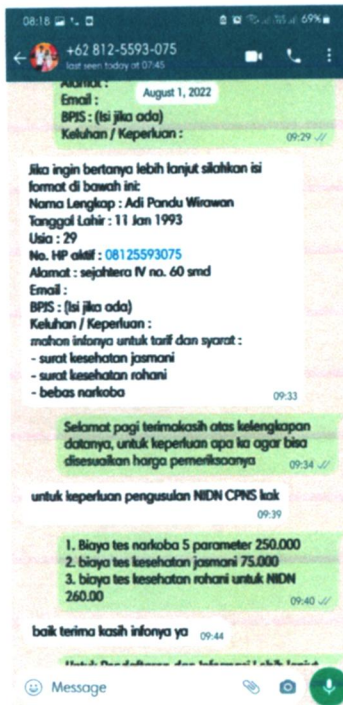 08:18
69%
+62 812-5593-075
last seen today at 07:45
August 1, 2022
Email :
BPJS : (Isi jika ada)
Keluhan / Keperluan :
09:29
Jika ingin bertanya lebih lanjut silahkan isi
format di bawah ini:
Nama Lengkap : Adi Pandu Wirawan
Tanggal Lahir : 11 Jan 1993
Usia : 29
No. HP aktif : 08125593075
Alamat : sejahtera IV no. 60 smd
Email :
BPJS : (Isi jika ada)
Keluhan / Keperluan :
mohon infonya untuk tarif dan syarat :
- surat kesehatan jasmani
- surat kesehatan rohani
- bebas narkoba
09:33
Selamat pagi terimakasih atas kelengkapan
datanya, untuk keperluan apa ka agar bisa
disesuaikan harga pemeriksaanya
09:34
untuk keperluan pengusulan NIDN CPNS kak
09:39
1. Biaya tes narkoba 5 parameter 250.000
2. biaya tes kesehatan jasmani 75.000
3. biaya tes kesehatan rohani untuk NIDN
260.00
09:40
baik terima kasih infonya ya
09:44
Message